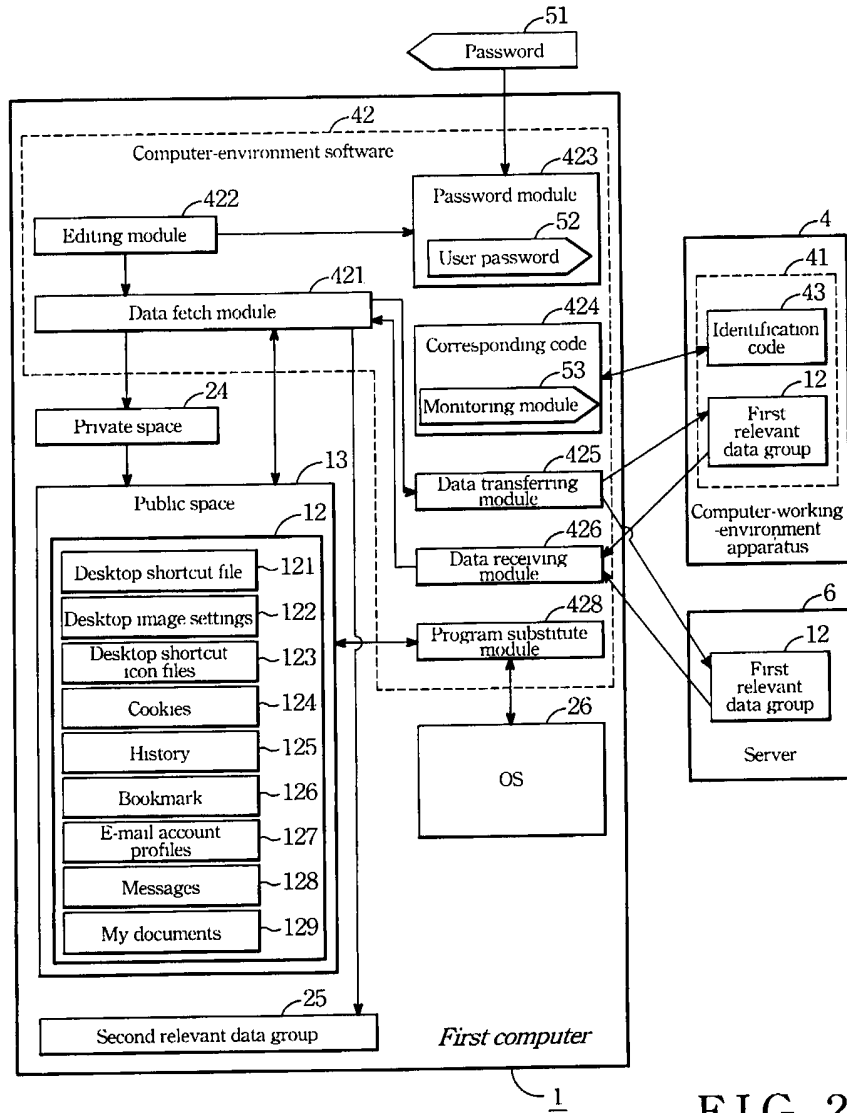 51
Password
42
Computer-environment software
423
Password module
52
User password
422
Editing module
421
Data fetch module
424
Corresponding code
53
Monitoring module
4
41
43
Identification
code
12
First
relevant
data group
Computer-working
-environment
apparatus
24
Private space
13
Public space
12
Desktop shortcut file
121
Desktop image settings
122
Desktop shortcut
icon files
123
Cookies
124
History
125
Bookmark
126
E-mail account
profiles
127
Messages
128
My documents
129
425
Data transferring
module
426
Data receiving
module
428
Program substitute
module
26
OS
6
12
First
relevant
data group
Server
25
Second relevant data group
First computer
1
FIG. 2